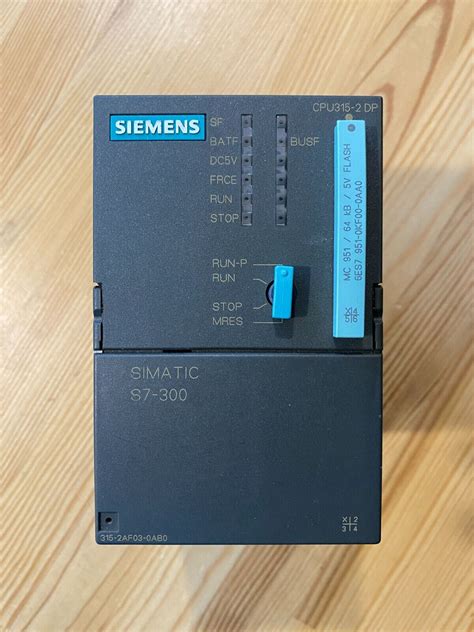 CPU315-2 DP
SIEMENS
SF
BATF
BUSF
DC5V
FRCE
RUN
STOP
MC 951 / 64 kB / 5V FLASH
6ES7 951-0KF00-0AA0
RUN-P
RUN
STOP
MRES
SIMATIC
S7-300
315-2AF03-0AB0
X 2
3 4